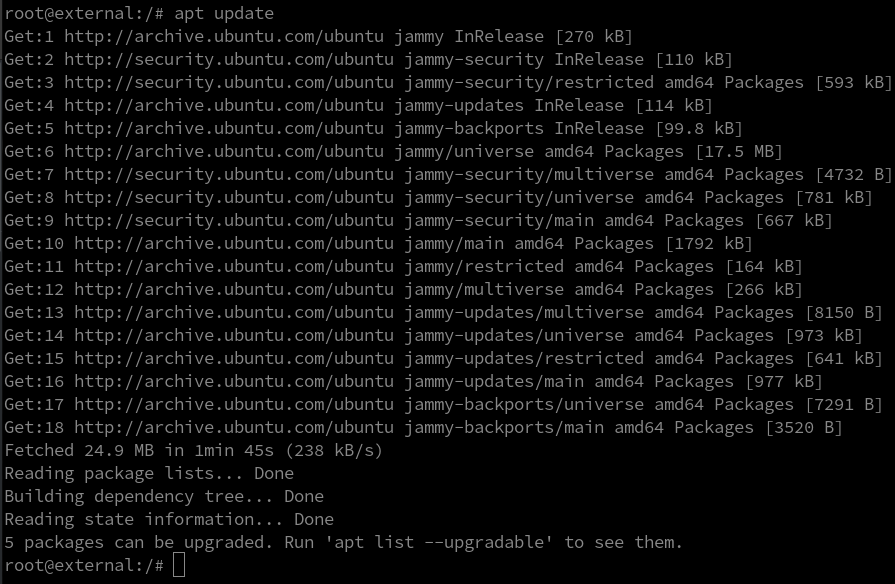 root@external:/# apt update
Get:1 http://archive.ubuntu.com/ubuntu jammy InRelease [270 kB]
Get:2 http://security.ubuntu.com/ubuntu jammy-security InRelease [110 kB]
Get:3 http://security.ubuntu.com/ubuntu jammy-security/restricted amd64 Packages [593 kB]
Get:4 http://archive.ubuntu.com/ubuntu jammy-updates InRelease [114 kB]
Get:5 http://archive.ubuntu.com/ubuntu jammy-backports InRelease [99.8 kB]
Get:6 http://archive.ubuntu.com/ubuntu jammy/universe amd64 Packages [17.5 MB]
Get:7 http://security.ubuntu.com/ubuntu jammy-security/multiverse amd64 Packages [4732 B]
Get:8 http://security.ubuntu.com/ubuntu jammy-security/universe amd64 Packages [781 kB]
Get:9 http://security.ubuntu.com/ubuntu jammy-security/main amd64 Packages [667 kB]
Get:10 http://archive.ubuntu.com/ubuntu jammy/main amd64 Packages [1792 kB]
Get:11 http://archive.ubuntu.com/ubuntu jammy/restricted amd64 Packages [164 kB]
Get:12 http://archive.ubuntu.com/ubuntu jammy/multiverse amd64 Packages [266 kB]
Get:13 http://archive.ubuntu.com/ubuntu jammy-updates/multiverse amd64 Packages [8150 B]
Get:14 http://archive.ubuntu.com/ubuntu jammy-updates/universe amd64 Packages [973 kB]
Get:15 http://archive.ubuntu.com/ubuntu jammy-updates/restricted amd64 Packages [641 kB]
Get:16 http://archive.ubuntu.com/ubuntu jammy-updates/main amd64 Packages [977 kB]
Get:17 http://archive.ubuntu.com/ubuntu jammy-backports/universe amd64 Packages [7291 B]
Get:18 http://archive.ubuntu.com/ubuntu jammy-backports/main amd64 Packages [3520 B]
Fetched 24.9 MB in 1min 45s (238 kB/s)
Reading package lists... Done
Building dependency tree... Done
Reading state information... Done
5 packages can be upgraded. Run 'apt list --upgradable' to see them.
root@external:/#